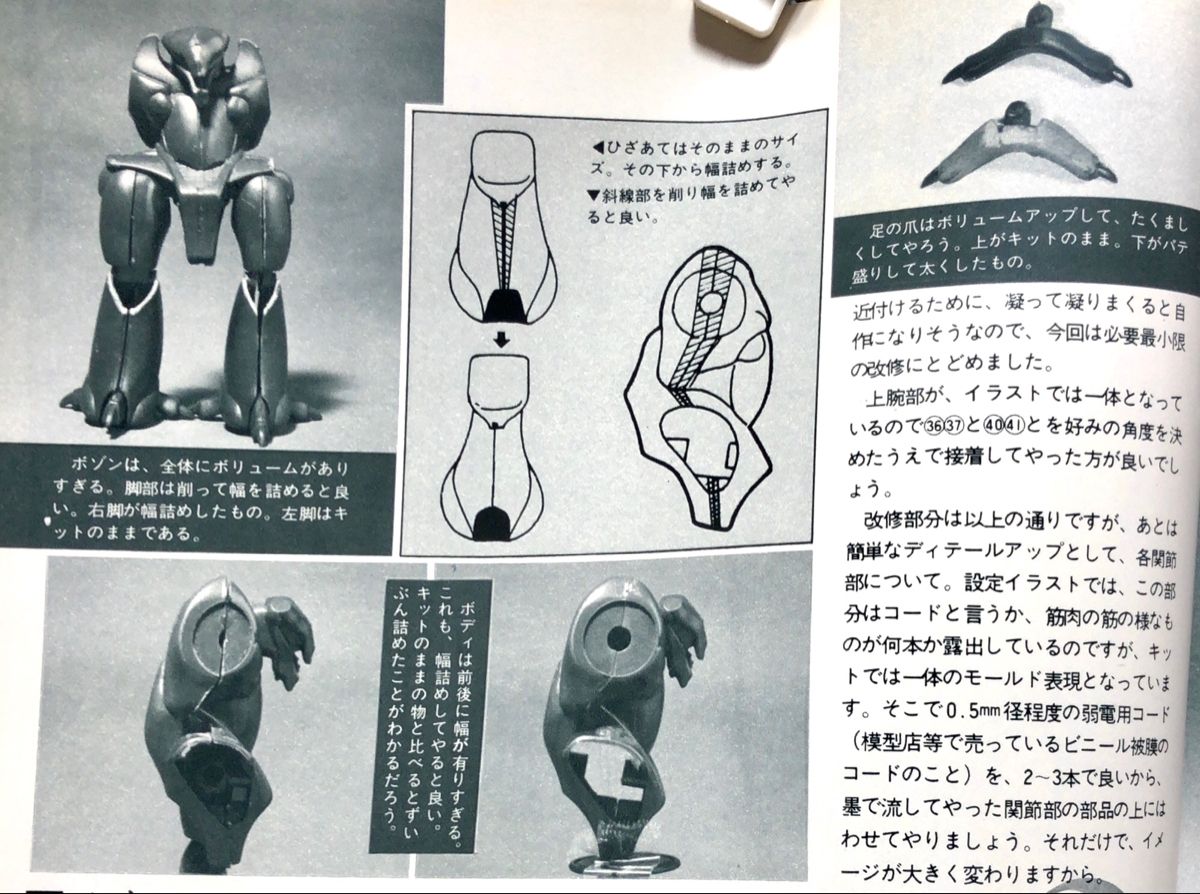 ボゾンは、全体にボリュームがあり
すぎる。脚部は削って幅を詰めると良
い。右脚が幅詰めしたもの。左脚はキ
ットのままである。
◀ひざあてはそのままのサイ
ズ。その下から幅詰めする。
▼斜線部を削り幅を詰めてや
ると良い。
ボディは前後に幅が有りすぎる。
これも、幅詰めしてやると良い。
キットのままの物と比べるとずい
ぶん詰めたことがわかるだろう。
足の爪はボリュームアップして、たくまし
くしてやろう。上がキットのまま。下がパテ
盛りして太くしたもの。
近付けるために、凝って凝りまくると自
作になりそうなので、今回は必要最小限
の改修にとどめました。
上腕部が、イラストでは一体となって
いるので㊱㊲と㊵㊶とを好みの角度を決
めたうえで接着してやった方が良いでし
ょう。
改修部分は以上の通りですが、あとは
簡単なディテールアップとして、各関節
部について。設定イラストでは、この部
分はコードと言うか、筋肉の筋の様なも
のが何本か露出しているのですが、キッ
トでは一体のモールド表現となっていま
す。そこで0.5mm径程度の弱電用コード
（模型店等で売っているビニール被膜の
コードのこと）を、2～3本で良いから、
墨で流してやった関節部の部品の上には
わせてやりましょう。それだけで、イメ
ージが大きく変わりますから。